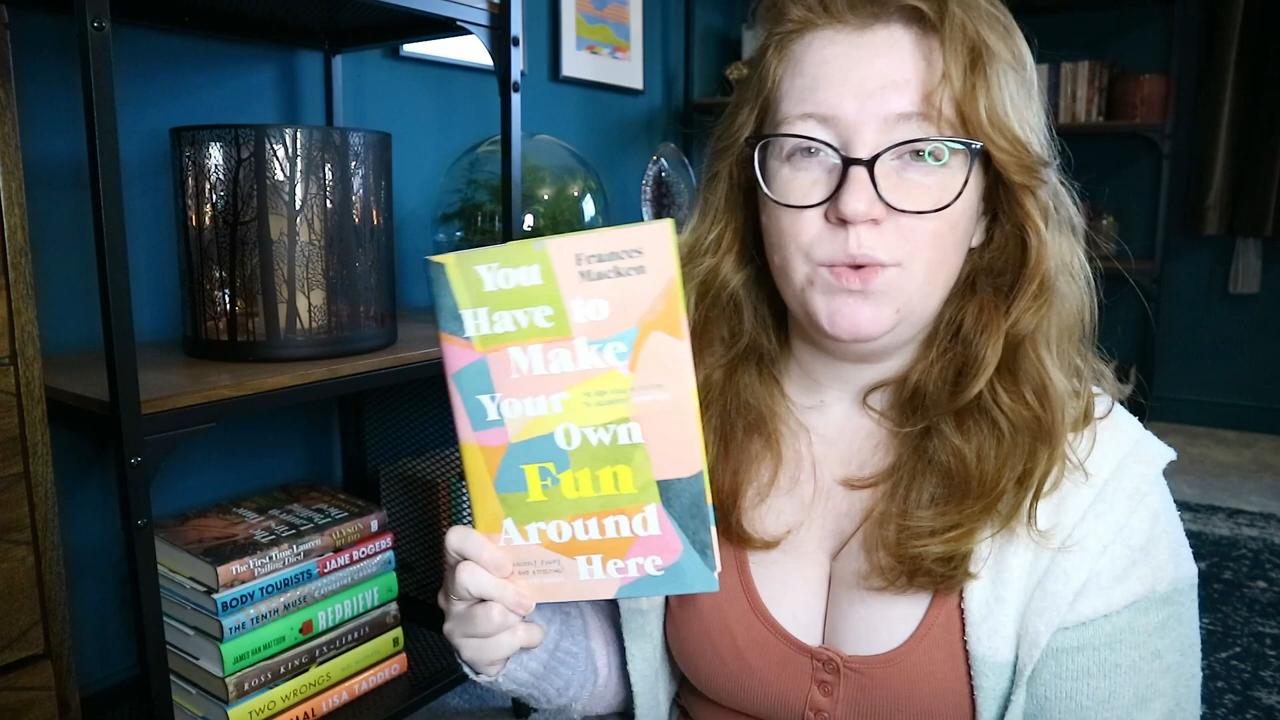 You
Have to
Make
Your
Own
Fun
Around
Here
Frances
Macken
The First Time Lauren
Pailing Died
ALYSON
RUDD
BODY TOURISTS JANE ROGERS
THE TENTH MUSE CATHERINE
JAMES HAN MATTSON REPRIEVE
ROSS KING EX-LIBRIS
TWO WRONGS
LISA TADDEO